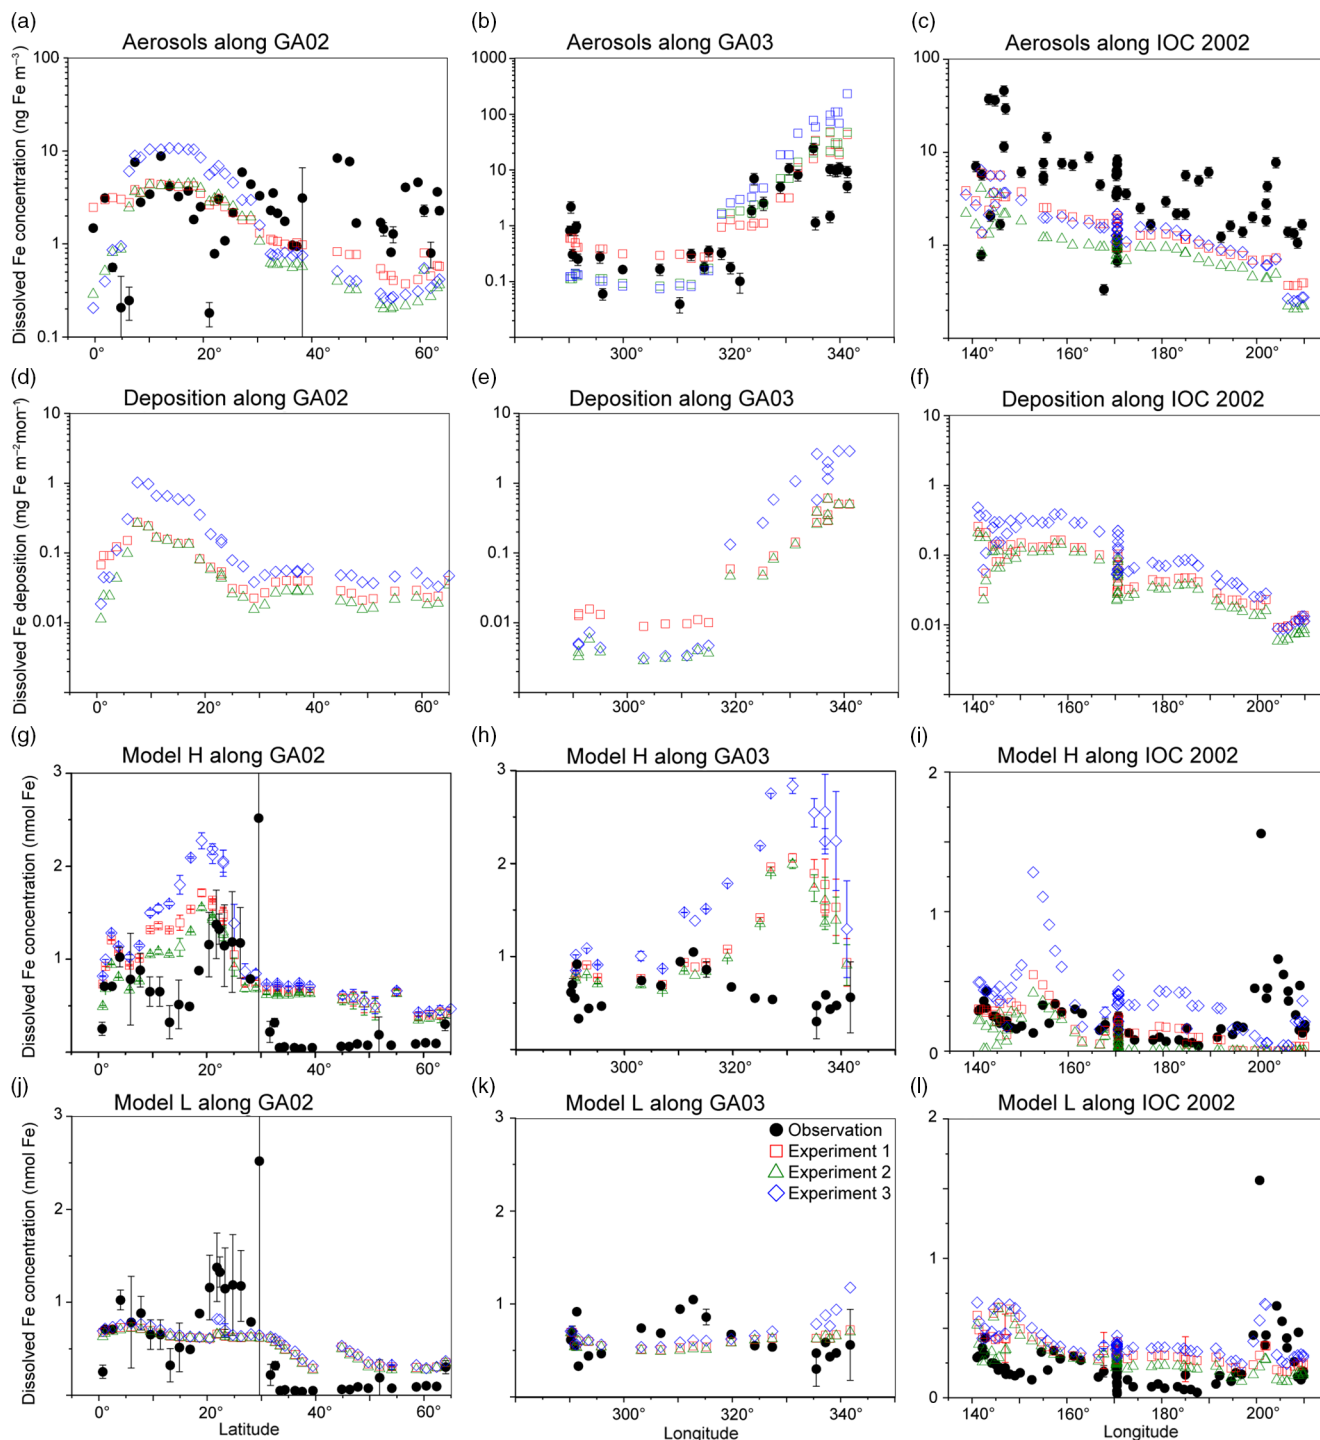 (a)
Aerosols along GA02
Dissolved Fe concentration (ng Fe m⁻³)
100
10
1
0.1
0°
20°
40°
60°
(b)
Aerosols along GA03
1000
100
10
1
0.1
300°
320°
340°
(c)
Aerosols along IOC 2002
100
10
1
140°
160°
180°
200°
(d)
Deposition along GA02
Dissolved Fe deposition (mg Fe m⁻²mon⁻¹)
10
1
0.1
0.01
0°
20°
40°
60°
(e)
Deposition along GA03
10
1
0.1
0.01
300°
320°
340°
(f)
Deposition along IOC 2002
10
1
0.1
0.01
140°
160°
180°
200°
(g)
Model H along GA02
Dissolved Fe concentration (nmol Fe)
3
2
1
0
0°
20°
40°
60°
(h)
Model H along GA03
3
2
1
0
300°
320°
340°
(i)
Model H along IOC 2002
2
1
0
140°
160°
180°
200°
(j)
Model L along GA02
Dissolved Fe concentration (nmol Fe)
3
2
1
0°
20°
40°
60°
Latitude
(k)
Model L along GA03
3
2
1
0
Observation
Experiment 1
Experiment 2
Experiment 3
300°
320°
340°
Longitude
(l)
Model L along IOC 2002
2
1
0
140°
160°
180°
200°
Longitude